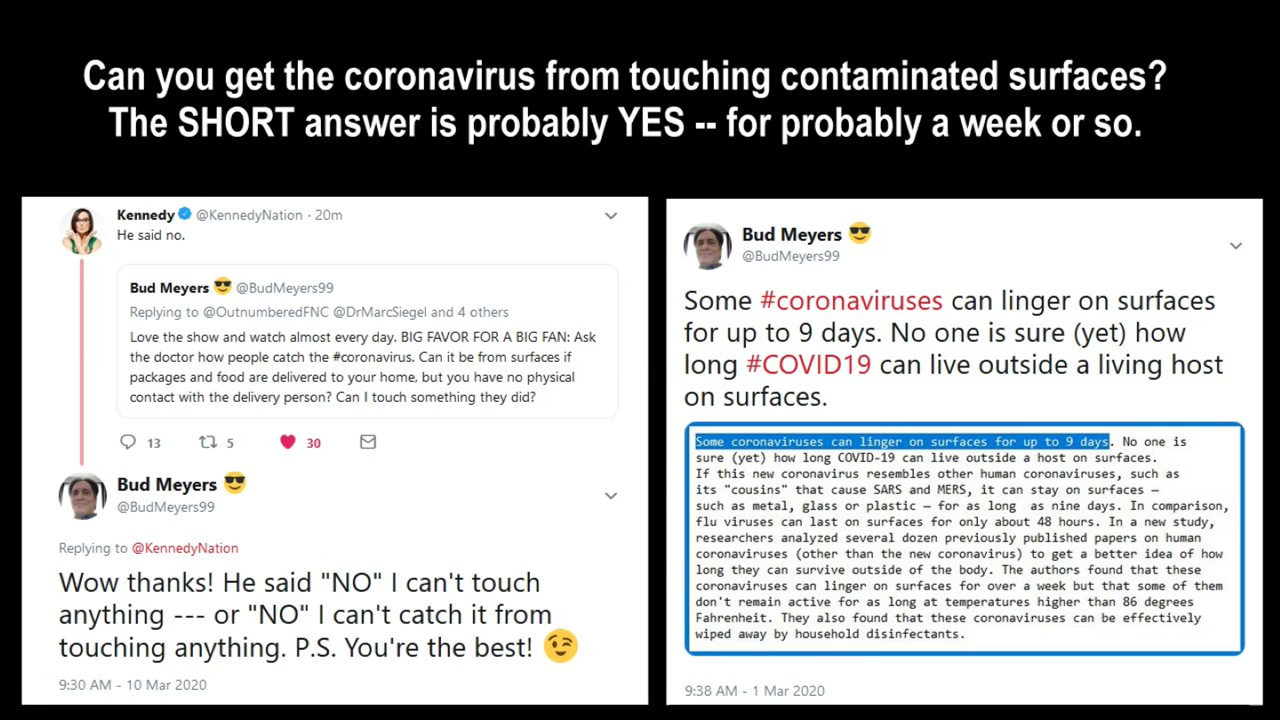 Can you get the coronavirus from touching contaminated surfaces?
The SHORT answer is probably YES -- for probably a week or so.
Kennedy @KennedyNation · 20m
He said no.
Bud Meyers 😎 @BudMeyers99
Replying to @OutnumberedFNC @DrMarcSiegel and 4 others
Love the show and watch almost every day. BIG FAVOR FOR A BIG FAN: Ask
the doctor how people catch the #coronavirus. Can it be from surfaces if
packages and food are delivered to your home, but you have no physical
contact with the delivery person? Can I touch something they did?
13 5 30
Bud Meyers 😎
@BudMeyers99
Replying to @KennedyNation
Wow thanks! He said "NO" I can't touch
anything --- or "NO" I can't catch it from
touching anything. P.S. You're the best! 😉
9:30 AM - 10 Mar 2020
Bud Meyers 😎
@BudMeyers99
Some #coronaviruses can linger on surfaces
for up to 9 days. No one is sure (yet) how
long #COVID19 can live outside a living host
on surfaces.
Some coronaviruses can linger on surfaces for up to 9 days. No one is
sure (yet) how long COVID-19 can live outside a host on surfaces.
If this new coronavirus resembles other human coronaviruses, such as
its "cousins" that cause SARS and MERS, it can stay on surfaces —
such as metal, glass or plastic — for as long  as nine days. In comparison,
flu viruses can last on surfaces for only about 48 hours. In a new study,
researchers analyzed several dozen previously published papers on human
coronaviruses (other than the new coronavirus) to get a better idea of how
long they can survive outside of the body. The authors found that these
coronaviruses can linger on surfaces for over a week but that some of them
don't remain active for as long at temperatures higher than 86 degrees
Fahrenheit. They also found that these coronaviruses can be effectively
wiped away by household disinfectants.
9:38 AM - 1 Mar 2020